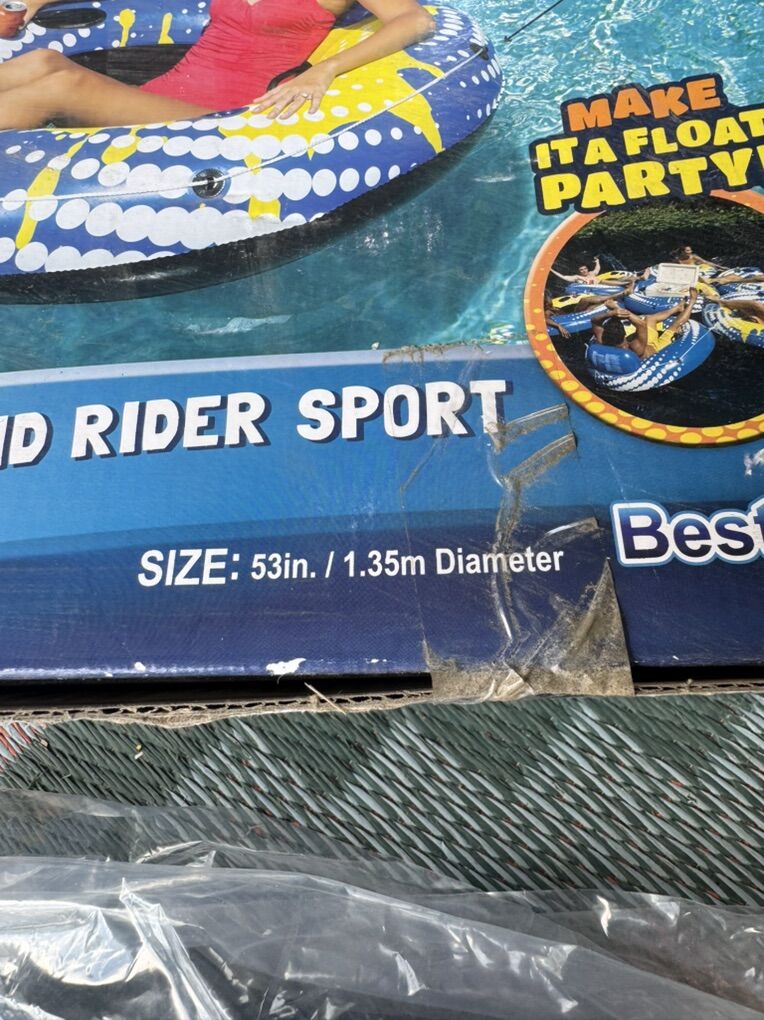 MAKE
IT A FLOAT
PARTY!
RIDER SPORT
SIZE: 53in. / 1.35m Diameter
Best